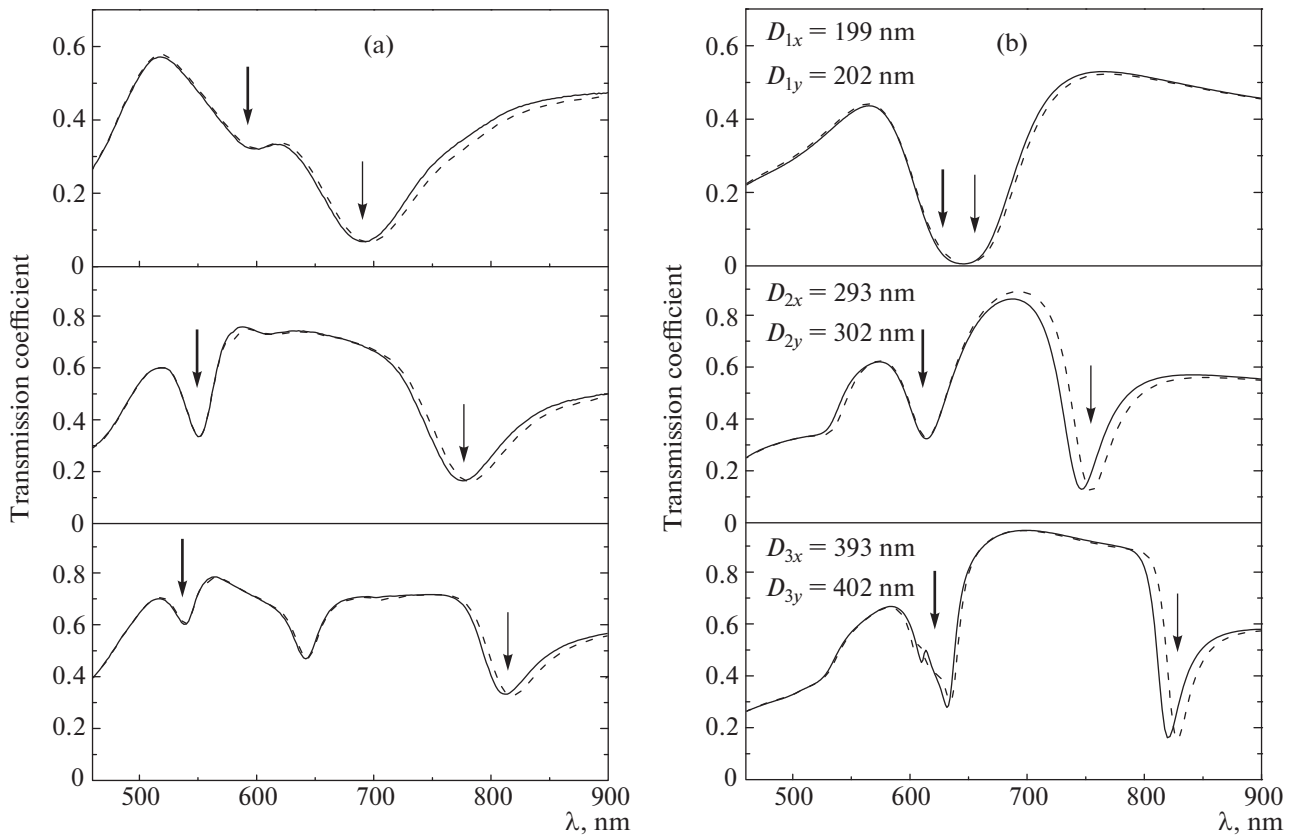 (a)
0.6
0.4
0.2
0
0.8
0.6
0.4
0.2
0
0.8
0.6
0.4
0.2
0
500 600 700 800 900
λ, nm
Transmission coefficient
(b)
D1x = 199 nm
D1y = 202 nm
0.6
0.4
0.2
0
D2x = 293 nm
D2y = 302 nm
0.8
0.6
0.4
0.2
0
D3x = 393 nm
D3y = 402 nm
0.8
0.6
0.4
0.2
0
500 600 700 800 900
λ, nm
Transmission coefficient